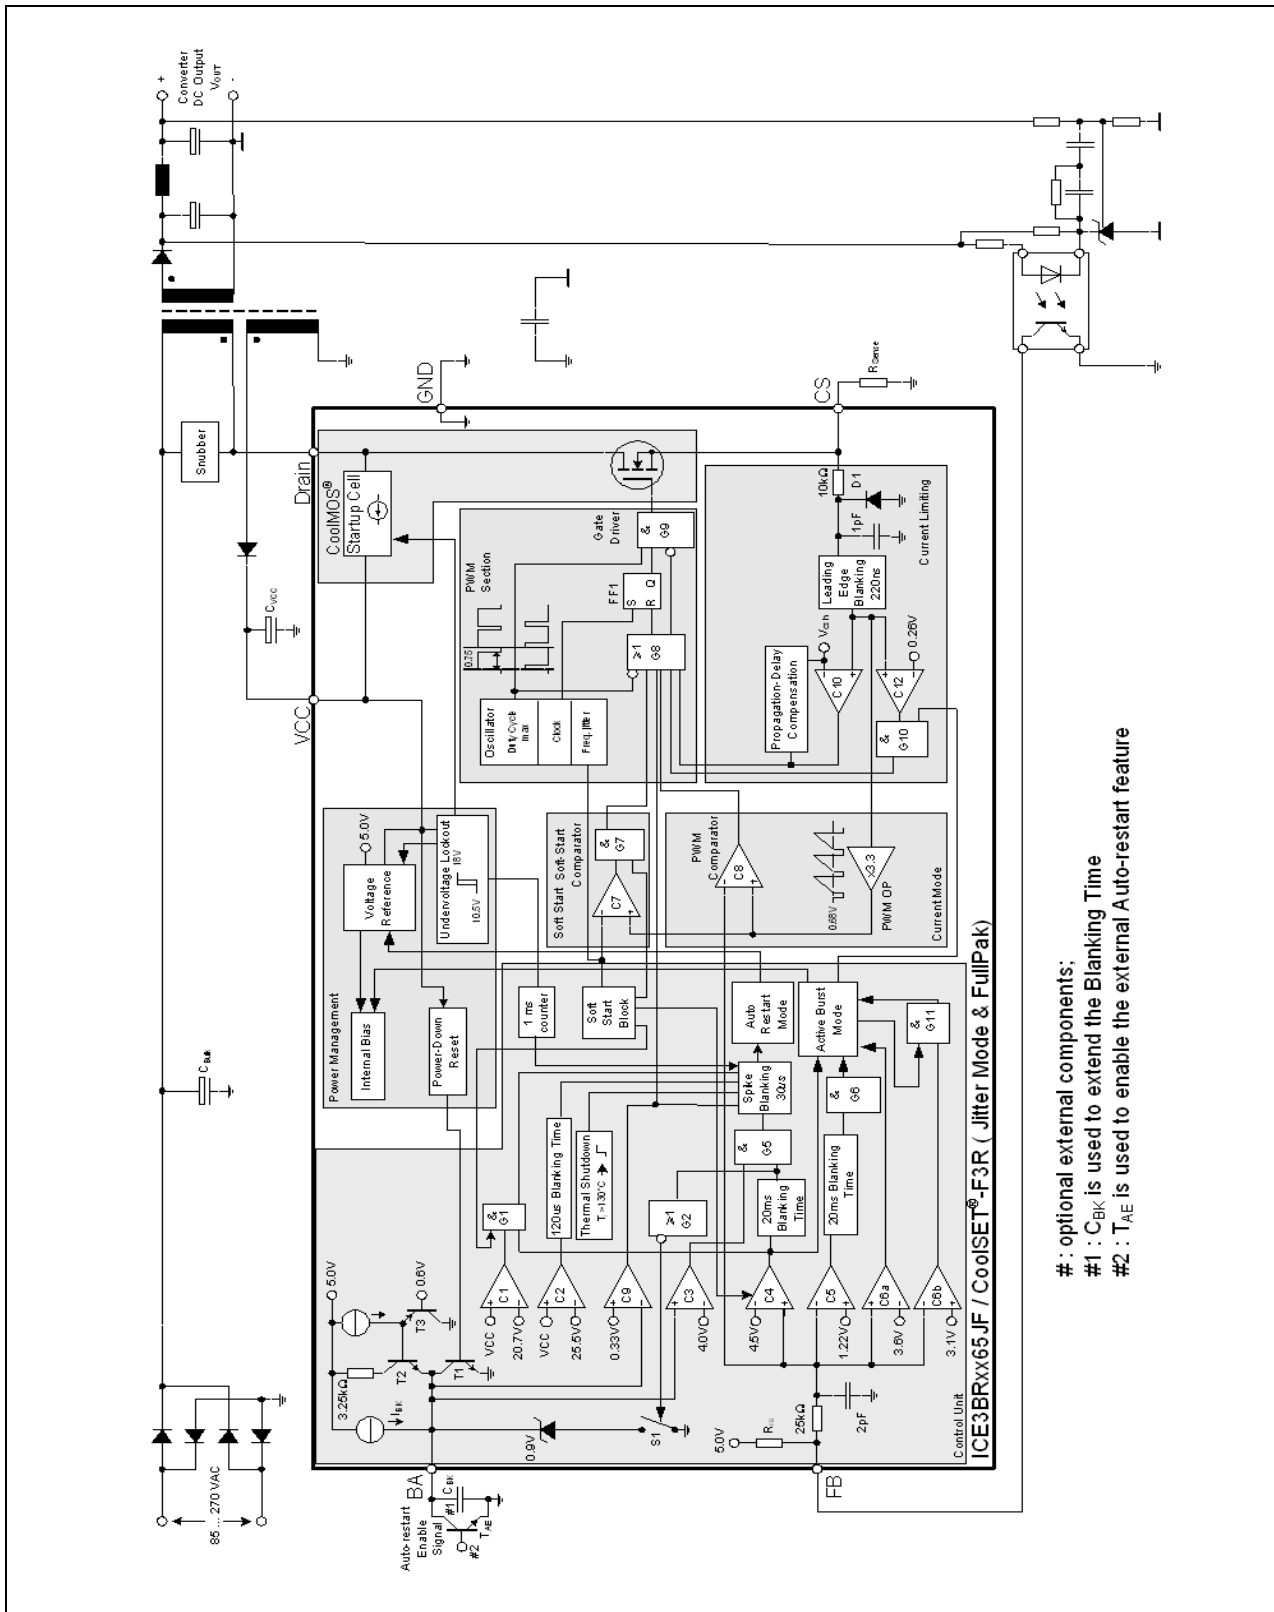 85 ... 270 VAC
C Bulk
Snubber
C VCC
+
Converter
DC Output
VOUT
-
VCC
Drain
GND
CS
RSense
BA
FB
Auto-restart
Enable
Signal
#1
C BK
#2
TAE
Power Management
Internal Bias
Voltage
Reference
5.0V
Power-Down
Reset
Undervoltage Lockout
18V
10.5V
CoolMOS®
Startup Cell
5.0V
3.25kΩ
IBK
T2
T3
0.6V
T1
0.9V
S1
1 ms
counter
Soft
Start
Block
Soft Start
Soft-Start
Comparator
C7
&
G7
Oscillator
Duty Cycle
max
Clock
Freq. jitter
0.75
PWM
Section
FF1
S
R
Q
≥1
G8
Gate
Driver
&
G9
VCC
20.7V
C1
&
G1
VCC
25.5V
C2
120us Blanking Time
Thermal Shutdown
Tj >130°C
0.33V
C9
4.0V
C3
≥1
G2
4.5V
C4
20ms
Blanking
Time
&
G5
Spike
Blanking
30us
Auto
Restart
Mode
1.22V
C5
20ms Blanking
Time
&
G6
Active Burst
Mode
3.6V
C6a
3.1V
C6b
&
G11
5.0V
25kΩ
2pF
Control Unit
PWM
Comparator
C8
0.68V
x3.3
PWM OP
Current Mode
Propagation-Delay
Compensation
Vcsth
C10
C12
0.26V
&
G10
Leading
Edge
Blanking
220ns
10kΩ
1pF
D1
Current Limiting
ICE3BRxx65JF / CoolSET®-F3R ( Jitter Mode & FullPak)
# : optional external components;
#1 : CBK is used to extend the Blanking Time
#2 : TAE is used to enable the external Auto-restart feature